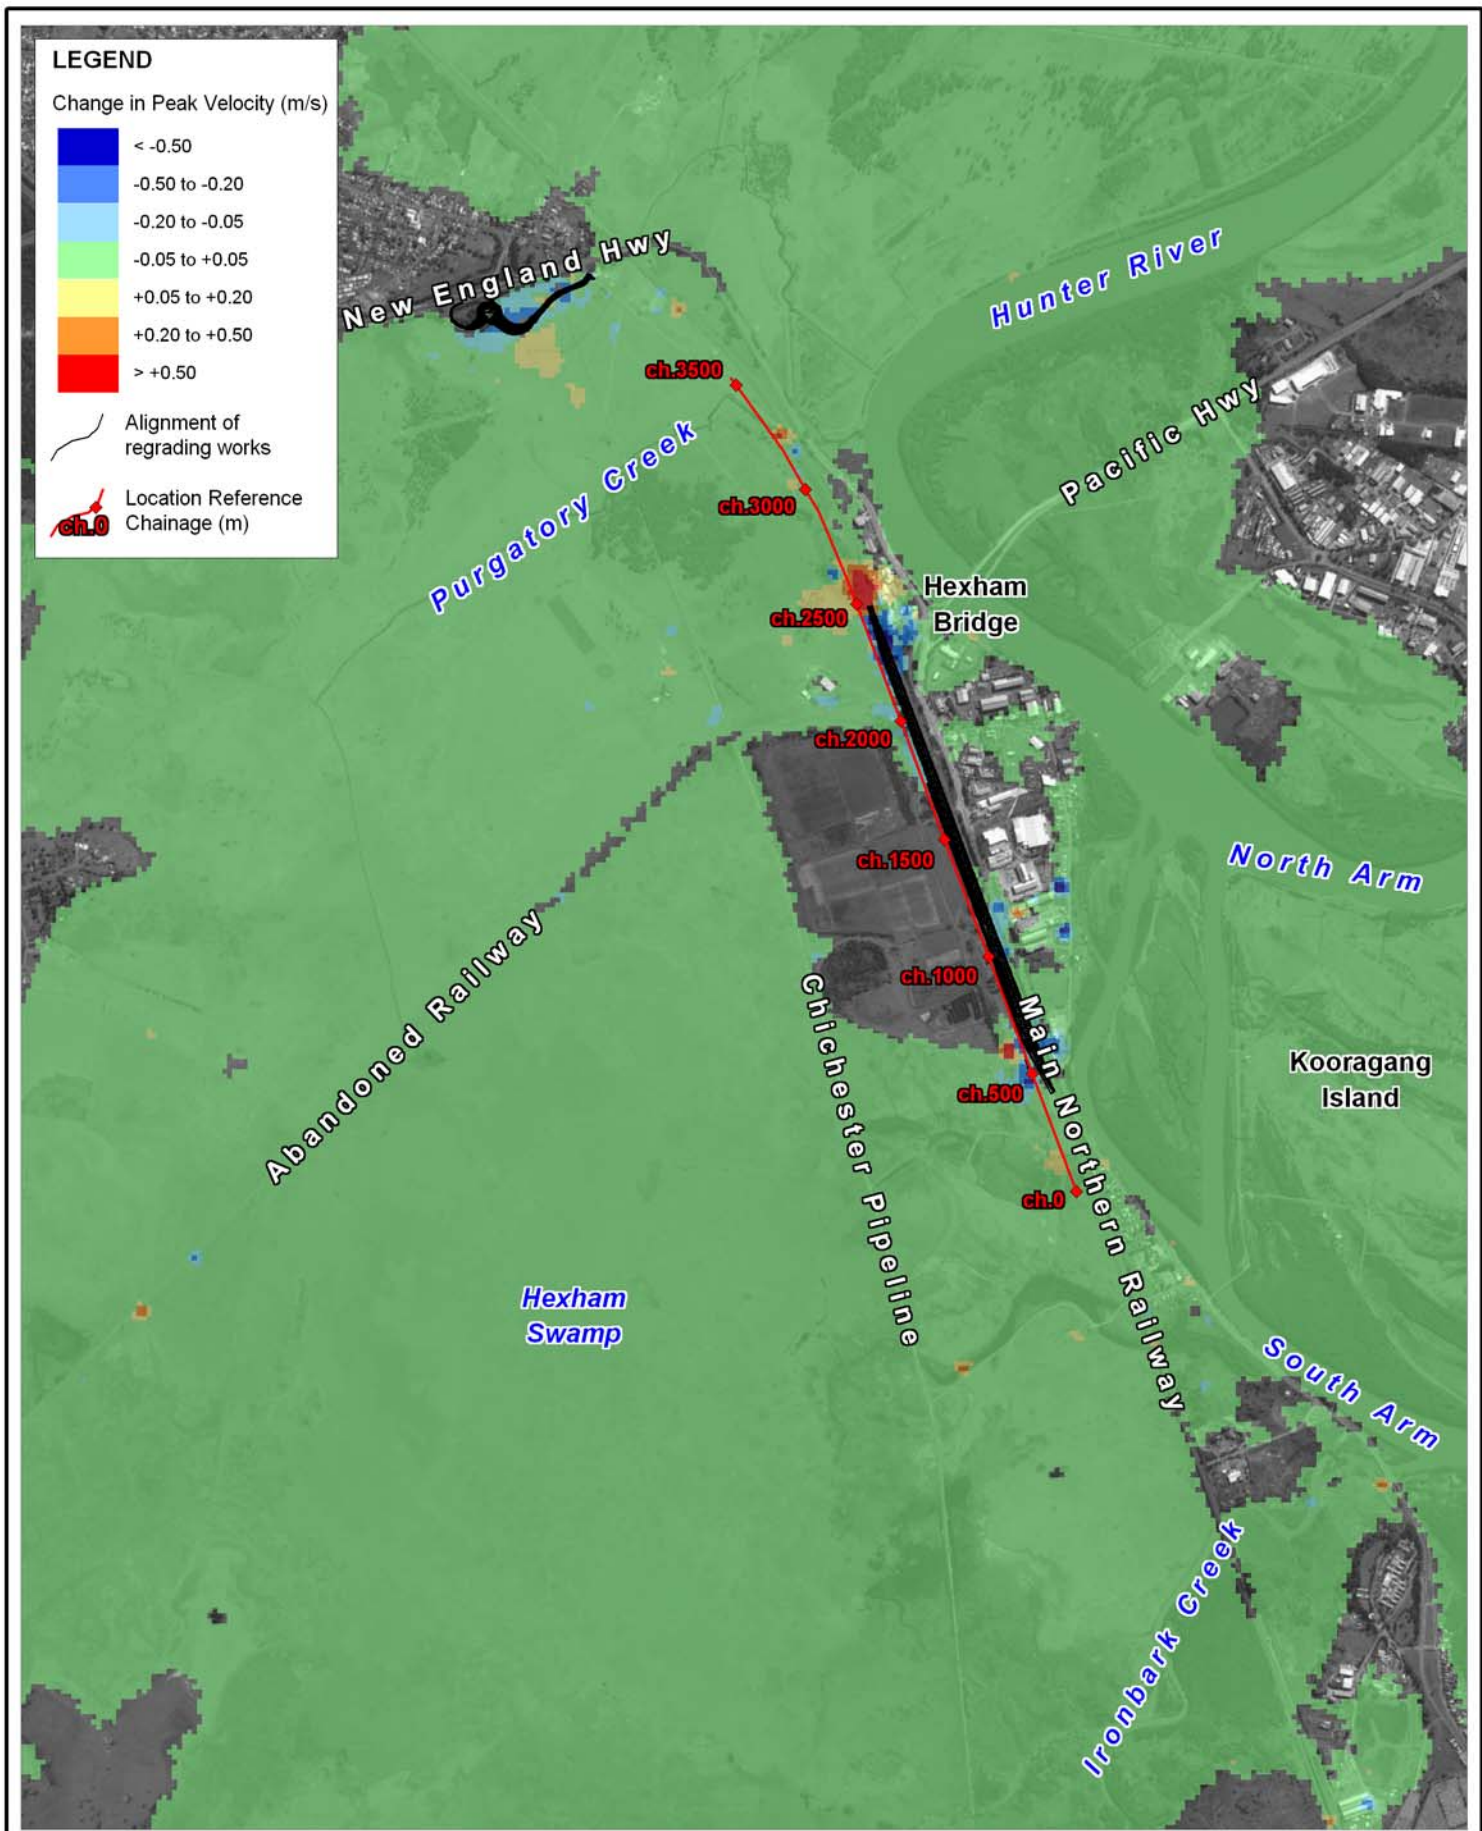 LEGEND
Change in Peak Velocity (m/s)
< -0.50
-0.50 to -0.20
-0.20 to -0.05
-0.05 to +0.05
+0.05 to +0.20
+0.20 to +0.50
> +0.50
Alignment of
regrading works
Location Reference
Chainage (m)
ch.0
New England Hwy
Hunter River
ch.3500
Pacific Hwy
Purgatory Creek
ch.3000
Hexham
Bridge
ch.2500
ch.2000
ch.1500
North Arm
Abandoned Railway
ch.1000
Chichester Pipeline
Main Northern Railway
Kooragang
Island
ch.500
ch.0
Hexham
Swamp
South Arm
Ironbark Creek